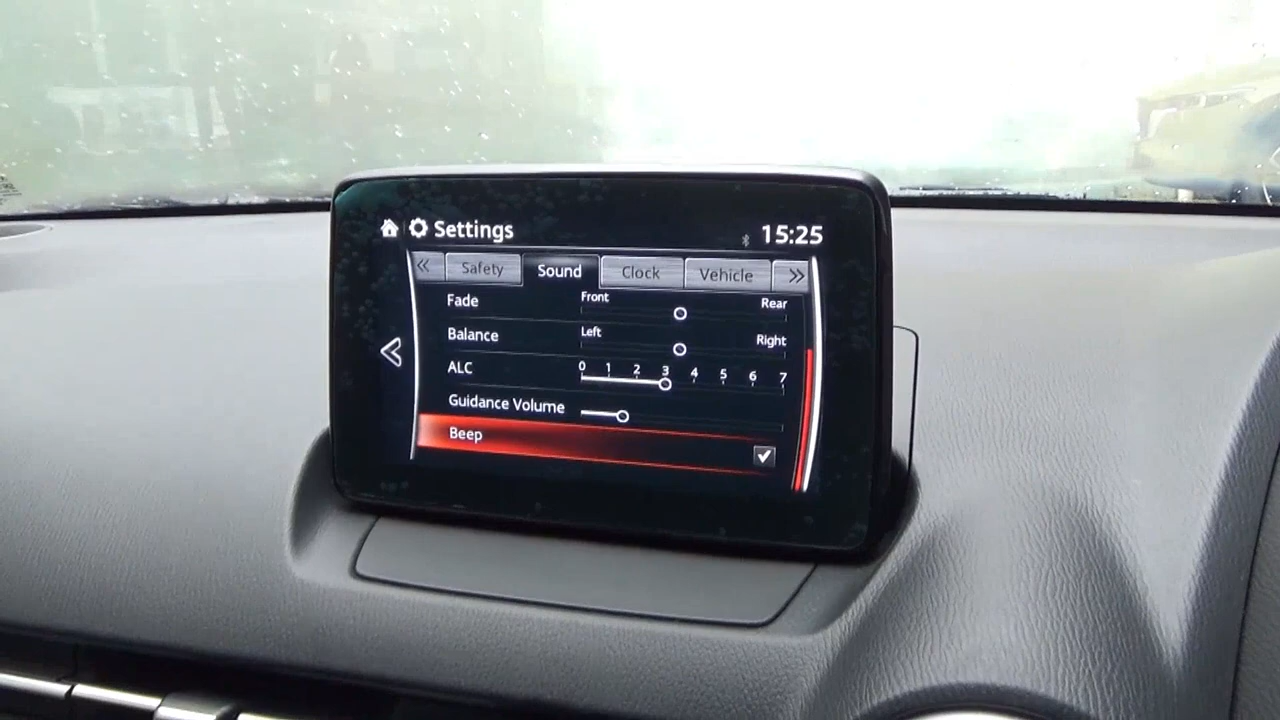 Settings 15:25
« Safety Sound Clock Vehicle »
Fade Front Rear
Balance Left Right
ALC 0 1 2 3 4 5 6 7
Guidance Volume
Beep